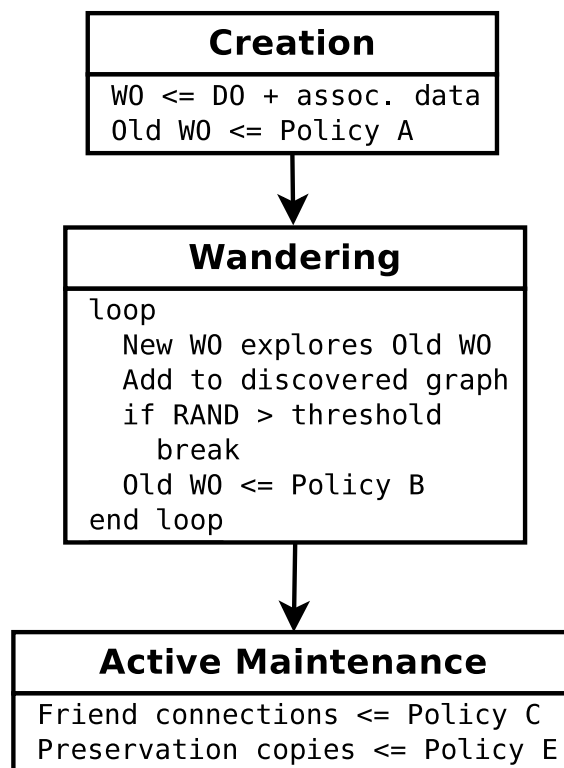 Creation
WO <= DO + assoc. data
Old WO <= Policy A
Wandering
loop
New WO explores Old WO
Add to discovered graph
if RAND > threshold
break
Old WO <= Policy B
end loop
Active Maintenance
Friend connections <= Policy C
Preservation copies <= Policy E